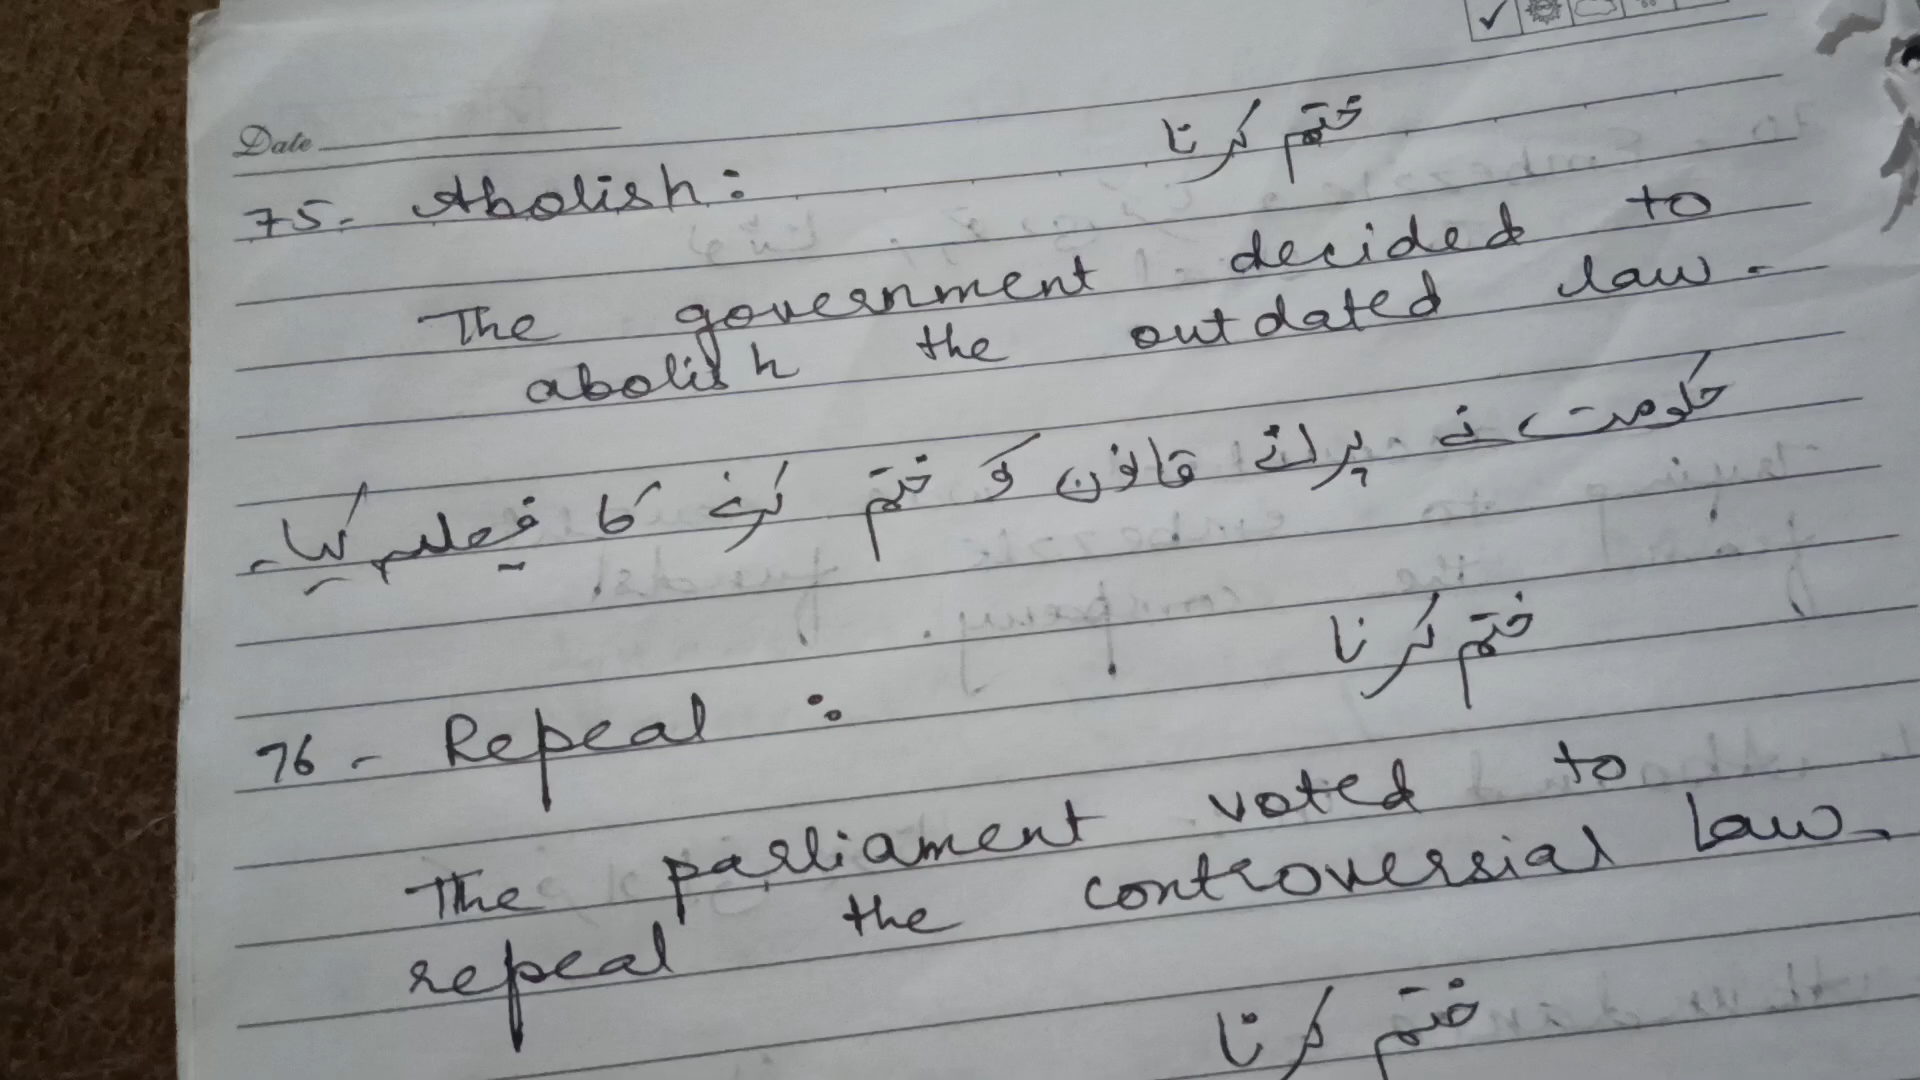 Date
ختم کرنا
75- Abolish:
The government decided to
abolish the outdated law.
حکومت نے پرانے قانون کو ختم کرنے کا فیصلہ کیا۔
ختم کرنا
76- Repeal:
The parliament voted to
repeal the controversial law.
ختم کرنا